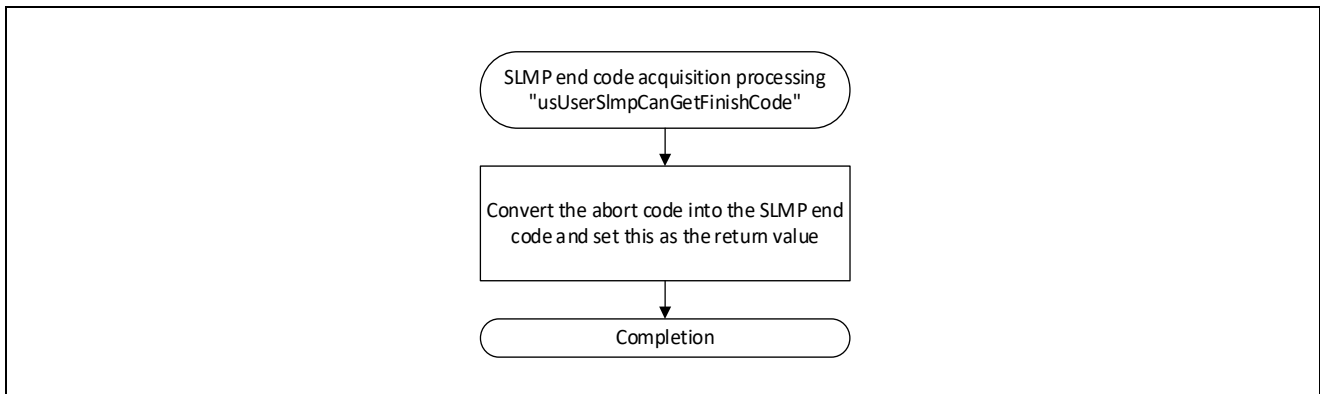 SLMP end code acquisition processing
"usUserSlmpCanGetFinishCode"
Convert the abort code into the SLMP end
code and set this as the return value
Completion